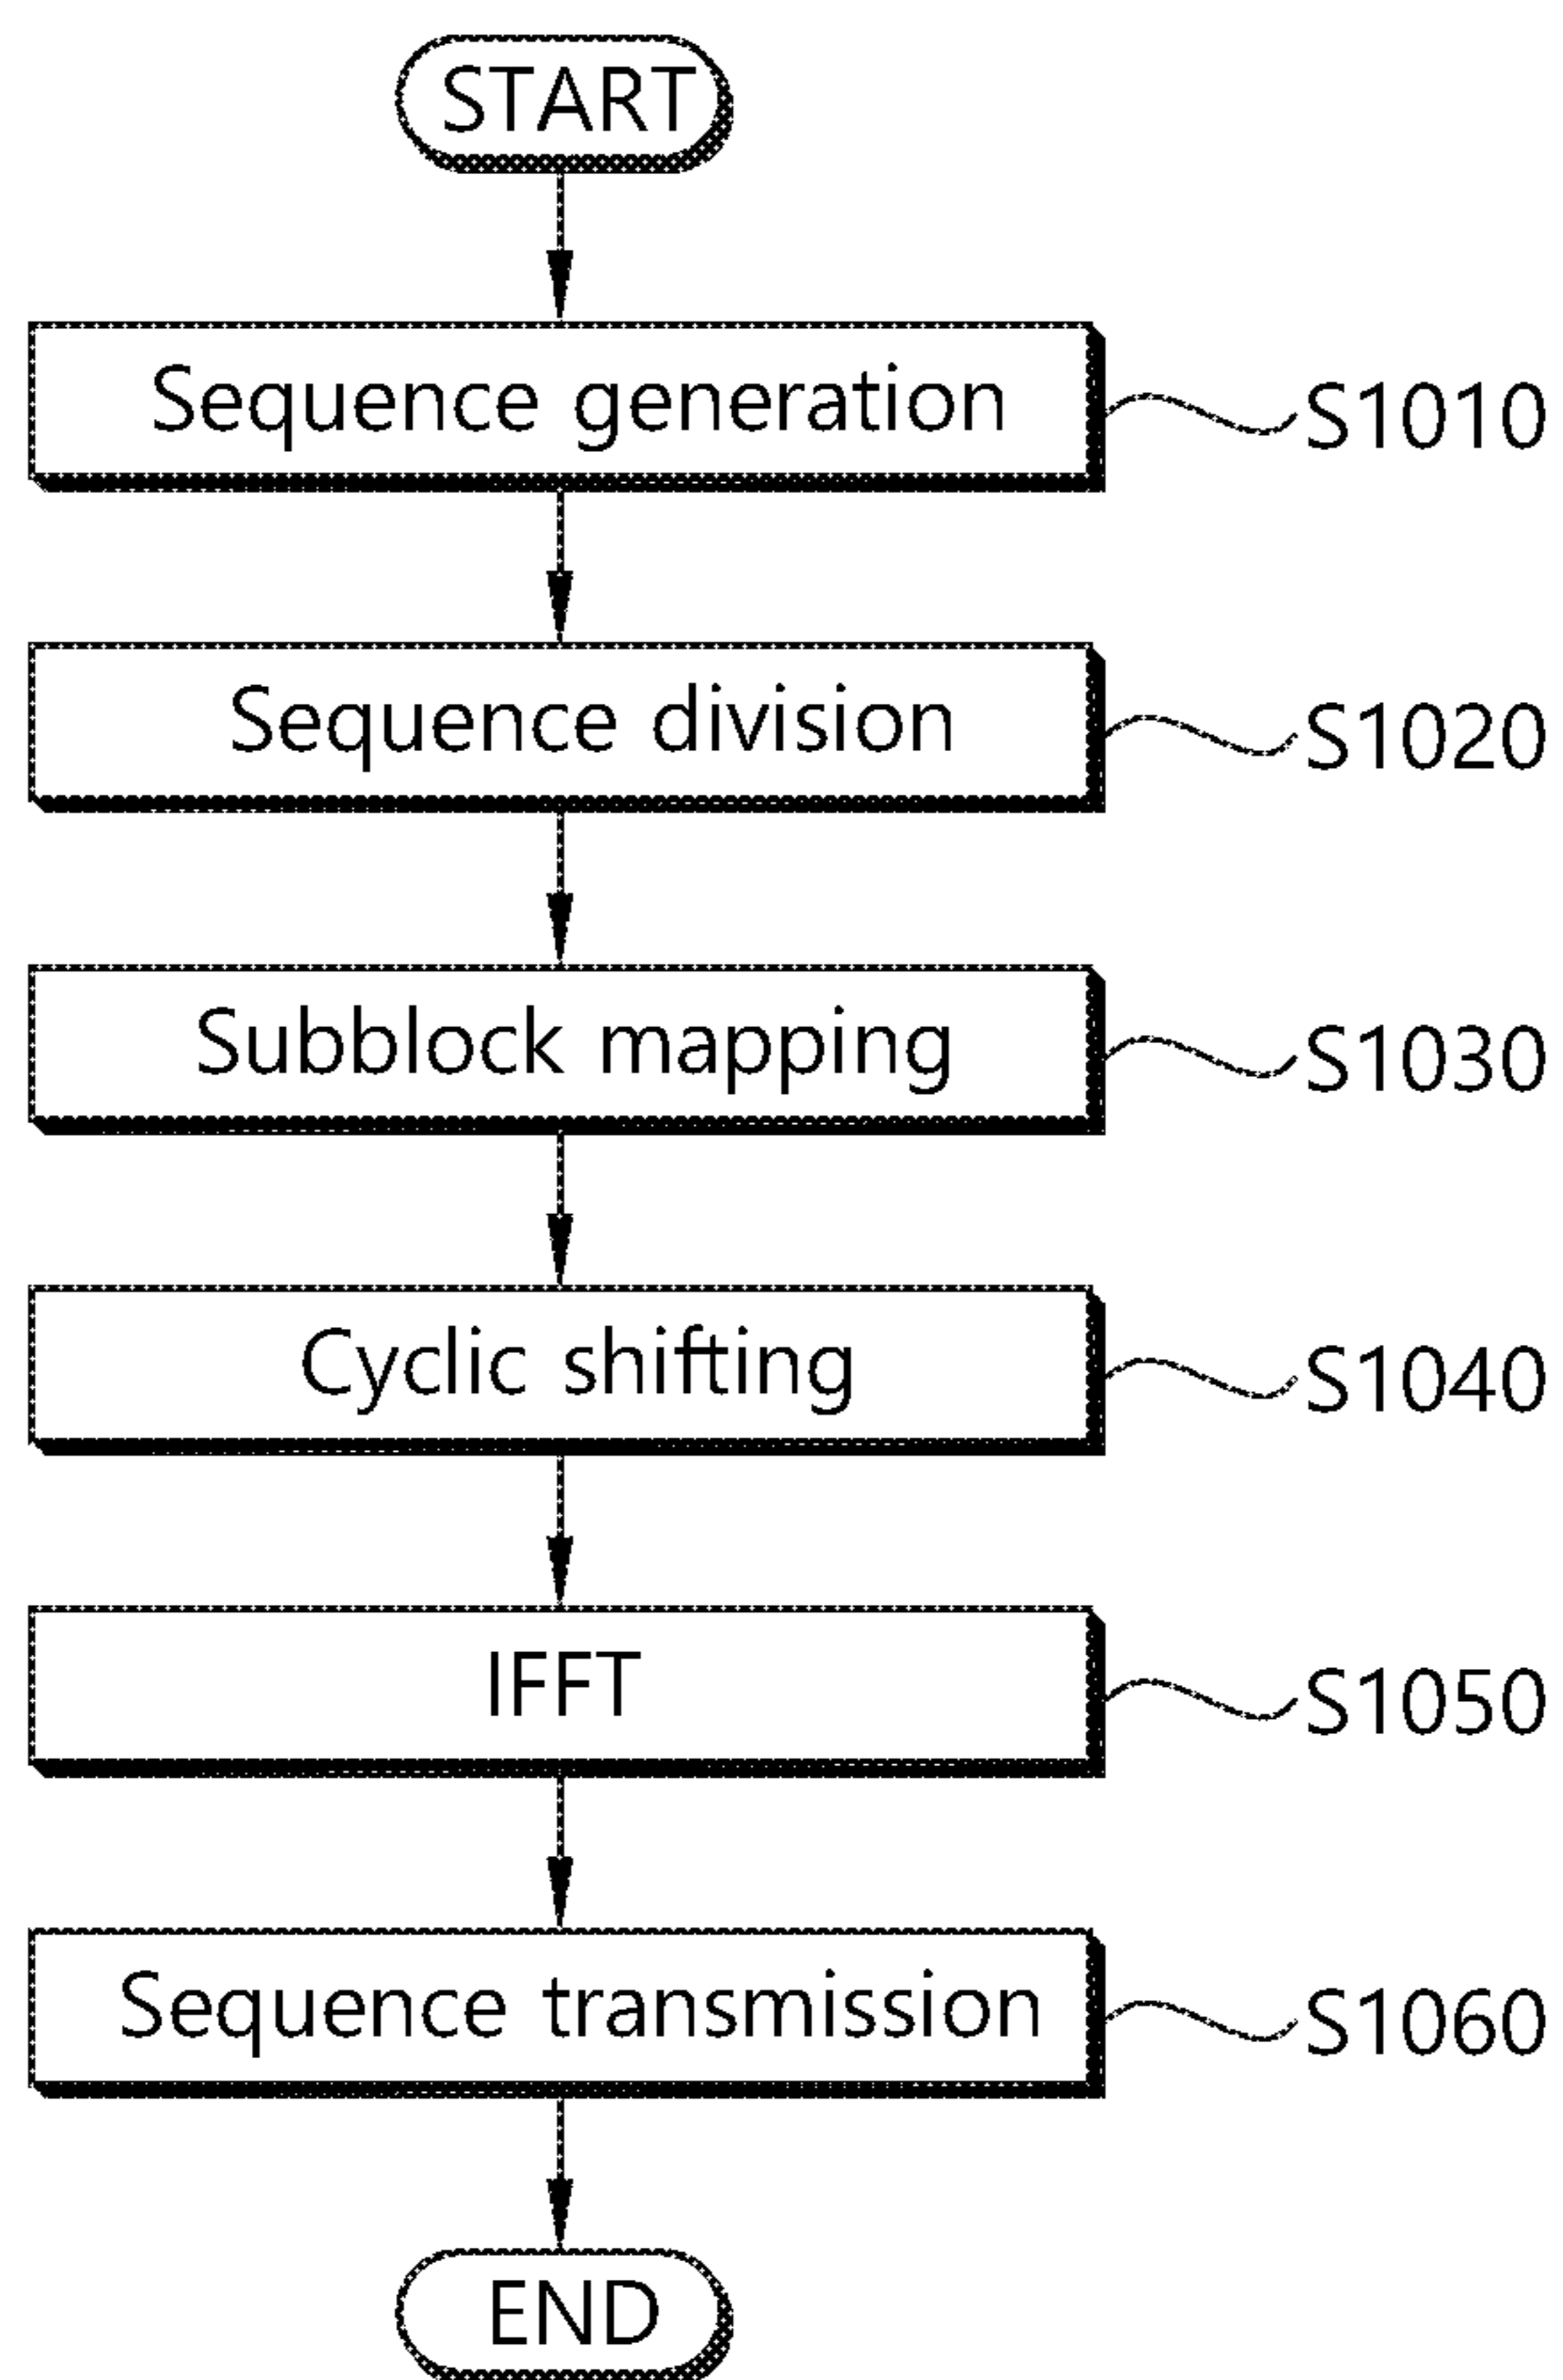 START
Sequence generation
S1010
Sequence division
S1020
Subblock mapping
S1030
Cyclic shifting
S1040
IFFT
S1050
Sequence transmission
S1060
END